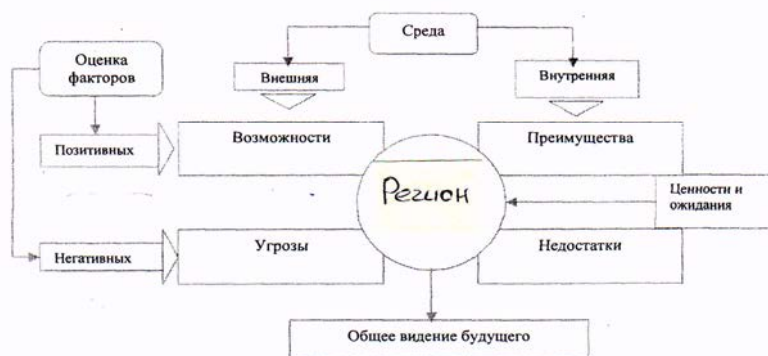 Среда
Оценка
факторов
Внешняя
Внутренняя
Возможности
Преимущества
Позитивных
Регион
Ценности и
ожидания
Угрозы
Недостатки
Негативных
Общее видение будущего